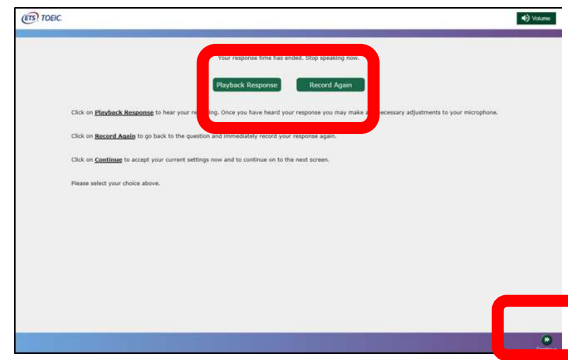 ETS TOEIC
Volume
Your response time has ended. Stop speaking now.
Playback Response
Record Again
Click on Playback Response to hear your Once you have heard your response you may make necessary adjustments to your microphone.
Click on Record Again to go back to the question and immediately record your response again.
Click on Continue to accept your current settings now and to continue on to the next screen.
Please select your choice above.